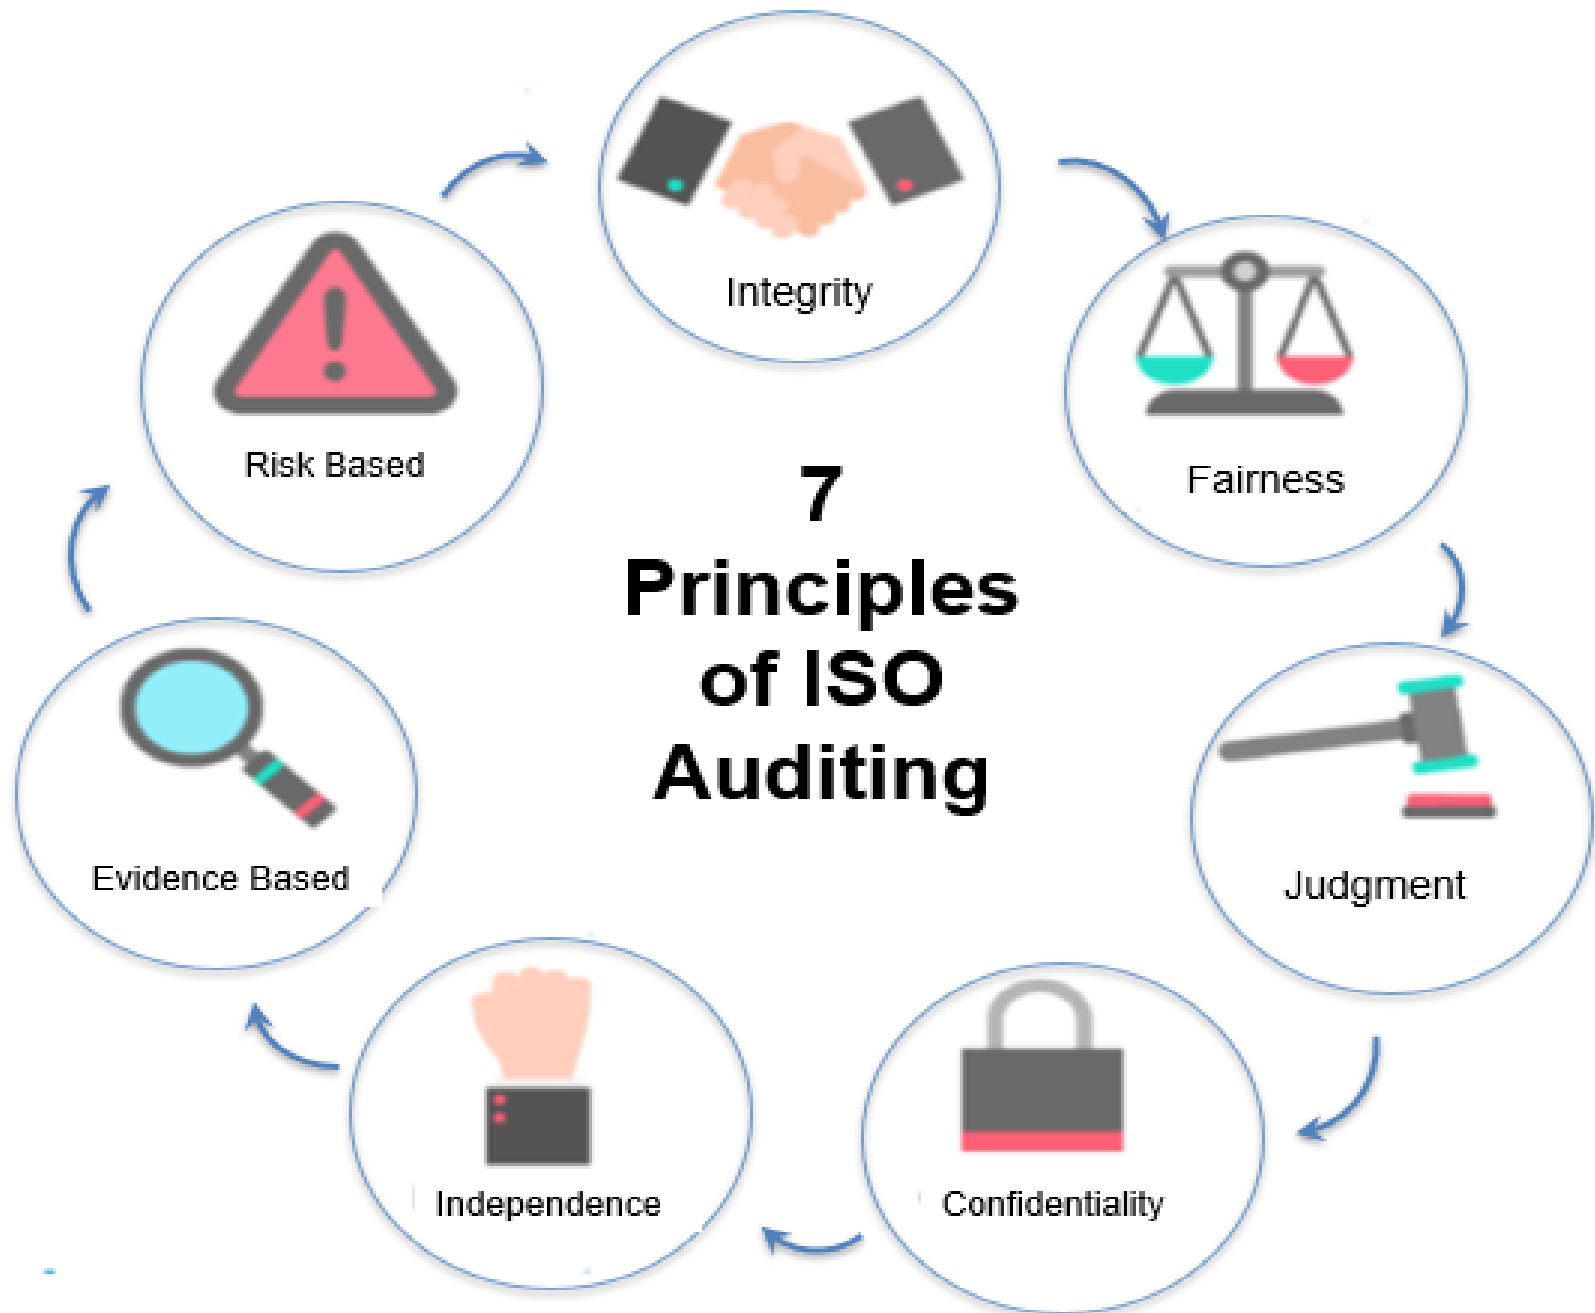 Integrity
Fairness
Judgment
Confidentiality
Independence
Evidence Based
Risk Based
7
Principles
of ISO
Auditing